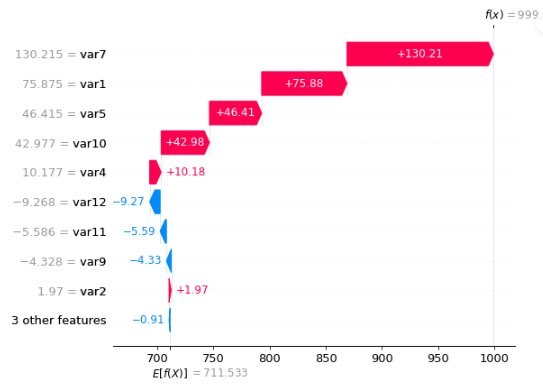 f(x) = 999.
130.215 = var7 +130.21
75.875 = var1 +75.88
46.415 = var5 +46.41
42.977 = var10 +42.98
10.177 = var4 +10.18
−9.268 = var12 −9.27
−5.586 = var11 −5.59
−4.328 = var9 −4.33
1.97 = var2 +1.97
3 other features −0.91
700 750 800 850 900 950 1000
E[f(X)] = 711.533